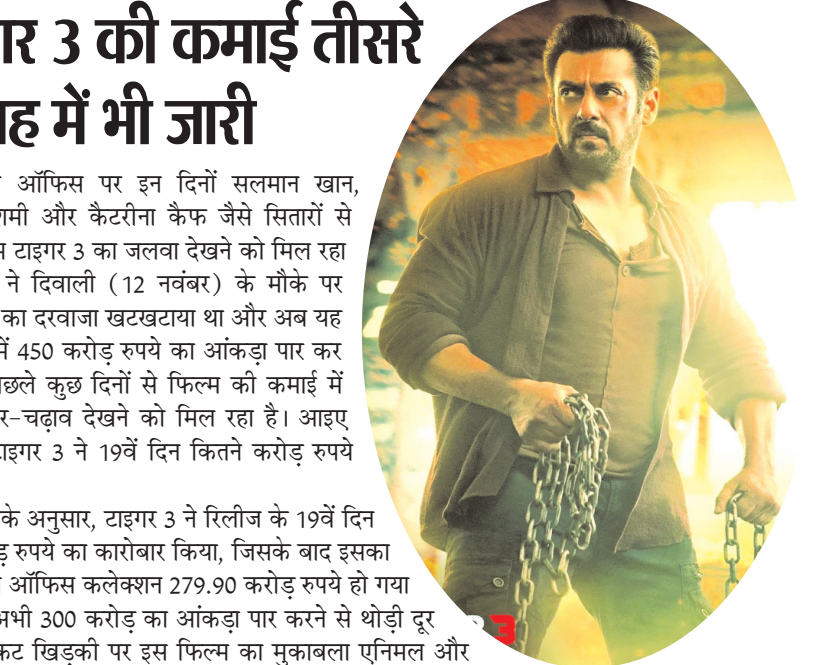 3 की कमाई तीसरे
में भी जारी
ऑफिस पर इन दिनों सलमान खान,
और कैटरीना कैफ जैसे सितारों से
टाइगर 3 का जलवा देखने को मिल रहा
ने दिवाली (12 नवंबर) के मौके पर
का दरवाजा खटखटाया था और अब यह
में 450 करोड़ रुपये का आंकड़ा पार कर
कुछ दिनों से फिल्म की कमाई में
र-चढ़ाव देखने को मिल रहा है। आइए
टाइगर 3 ने 19वें दिन कितने करोड़ रुपये
के अनुसार, टाइगर 3 ने रिलीज के 19वें दिन
रुपये का कारोबार किया, जिसके बाद इसका
ऑफिस कलेक्शन 279.90 करोड़ रुपये हो गया
अभी 300 करोड़ का आंकड़ा पार करने से थोड़ी दूर
खिड़की पर इस फिल्म का मुकाबला एनिमल और
3